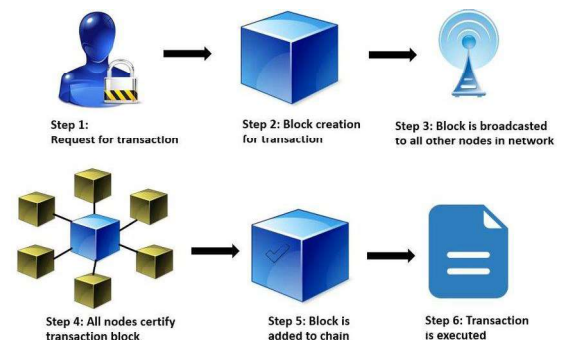 Step 1:
Request for transaction
Step 2: Block creation
for transaction
Step 3: Block is broadcasted
to all other nodes in network
Step 4: All nodes certify
transaction block
Step 5: Block is
added to chain
Step 6: Transaction
is executed